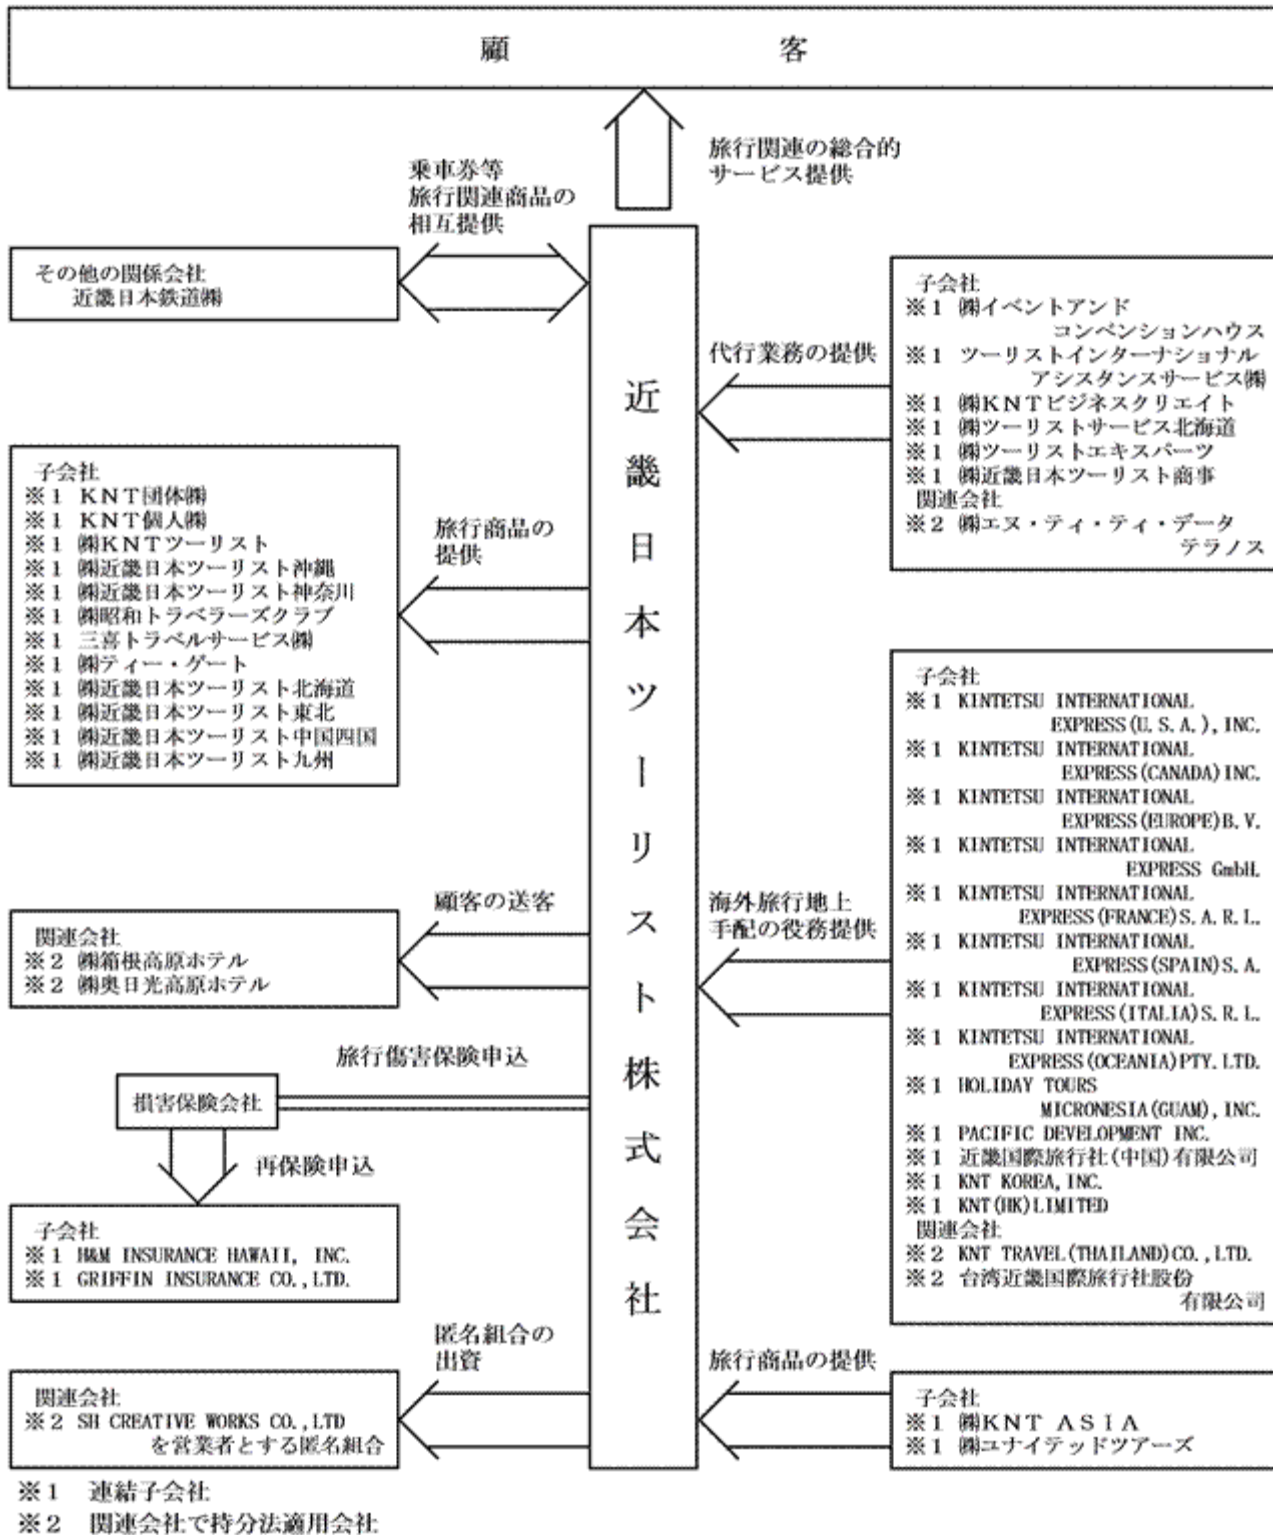 顧客
旅行関連の総合的
サービス提供
乗車券等
旅行関連商品の
相互提供
その他の関係会社
近畿日本鉄道㈱
近畿日本ツーリスト株式会社
代行業務の提供
子会社
※1 ㈱イベントアンド
コンベンションハウス
※1 ツーリストインターナショナル
アシスタンスサービス㈱
※1 ㈱KNTビジネスクリエイト
※1 ㈱ツーリストサービス北海道
※1 ㈱ツーリストエキスパーツ
※1 ㈱近畿日本ツーリスト商事
関連会社
※2 ㈱エヌ・ティ・ティ・データ
テラノス
旅行商品の
提供
子会社
※1 KNT団体㈱
※1 KNT個人㈱
※1 ㈱KNTツーリスト
※1 ㈱近畿日本ツーリスト沖縄
※1 ㈱近畿日本ツーリスト神奈川
※1 ㈱昭和トラベラーズクラブ
※1 三喜トラベルサービス㈱
※1 ㈱ティー・ゲート
※1 ㈱近畿日本ツーリスト北海道
※1 ㈱近畿日本ツーリスト東北
※1 ㈱近畿日本ツーリスト中国四国
※1 ㈱近畿日本ツーリスト九州
海外旅行地上
手配の役務提供
子会社
※1 KINTETSU INTERNATIONAL
EXPRESS(U.S.A.),INC.
※1 KINTETSU INTERNATIONAL
EXPRESS(CANADA)INC.
※1 KINTETSU INTERNATIONAL
EXPRESS(EUROPE)B.V.
※1 KINTETSU INTERNATIONAL
EXPRESS GmbH.
※1 KINTETSU INTERNATIONAL
EXPRESS(FRANCE)S.A.R.L.
※1 KINTETSU INTERNATIONAL
EXPRESS(SPAIN)S.A.
※1 KINTETSU INTERNATIONAL
EXPRESS(ITALIA)S.R.L.
※1 KINTETSU INTERNATIONAL
EXPRESS(OCEANIA)PTY.LTD.
※1 HOLIDAY TOURS
MICRONESIA(GUAM),INC.
※1 PACIFIC DEVELOPMENT INC.
※1 近畿国際旅行社(中国)有限公司
※1 KNT KOREA,INC.
※1 KNT(HK)LIMITED
関連会社
※2 KNT TRAVEL(THAILAND)CO.,LTD.
※2 台湾近畿国際旅行社股份
有限公司
顧客の送客
関連会社
※2 ㈱箱根高原ホテル
※2 ㈱奥日光高原ホテル
旅行傷害保険申込
損害保険会社
再保険申込
子会社
※1 H&M INSURANCE HAWAII, INC.
※1 GRIFFIN INSURANCE CO.,LTD.
匿名組合の
出資
関連会社
※2 SH CREATIVE WORKS CO.,LTD
を営業者とする匿名組合
旅行商品の提供
子会社
※1 ㈱KNT ASIA
※1 ㈱ユナイテッドツアーズ
※1 連結子会社
※2 関連会社で持分法適用会社